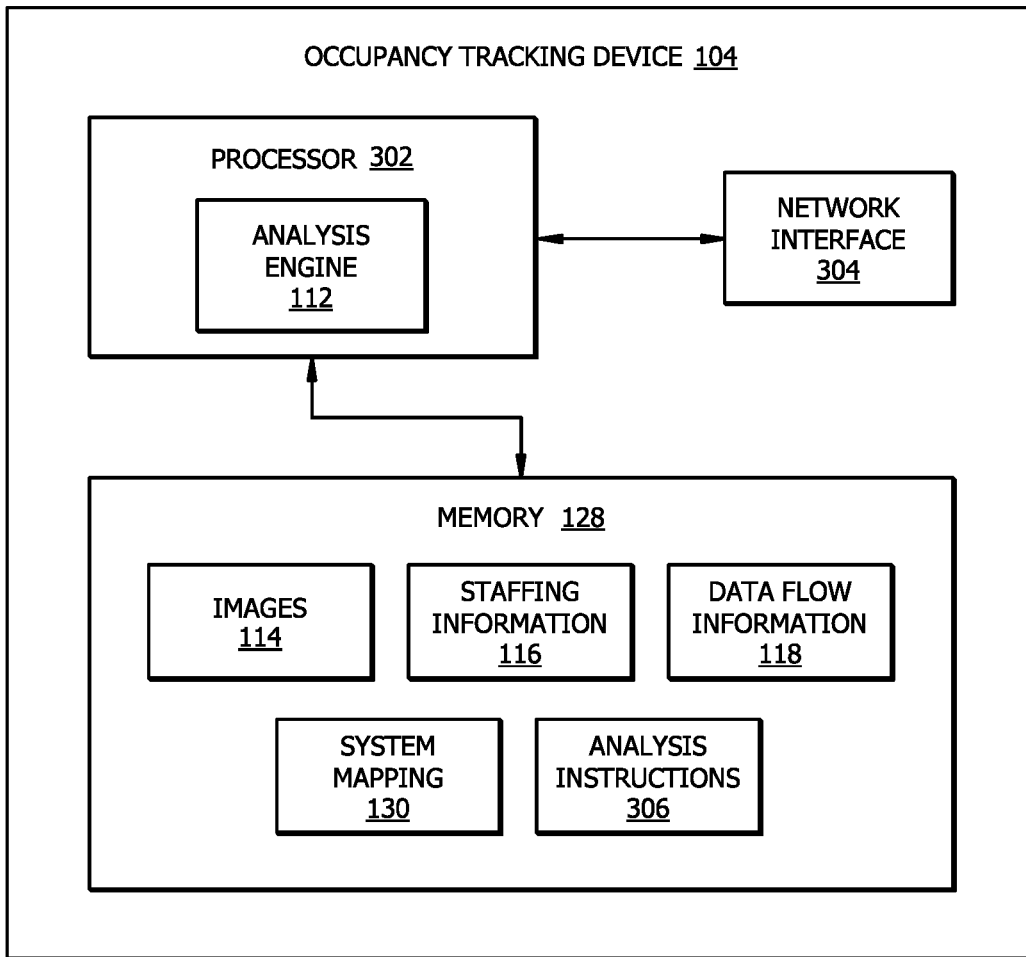 OCCUPANCY TRACKING DEVICE 104
PROCESSOR 302
ANALYSIS
ENGINE
112
NETWORK
INTERFACE
304
MEMORY 128
IMAGES
114
STAFFING
INFORMATION
116
DATA FLOW
INFORMATION
118
SYSTEM
MAPPING
130
ANALYSIS
INSTRUCTIONS
306